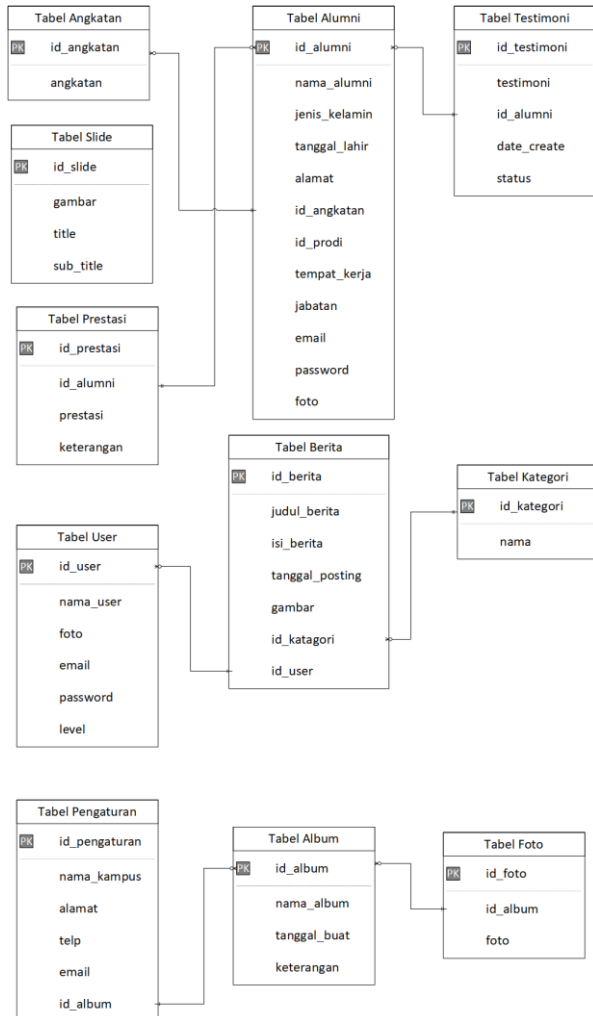 Tabel Angkatan
PK id_angkatan
angkatan
Tabel Alumni
PK id_alumni
nama_alumni
jenis_kelamin
tanggal_lahir
alamat
id_angkatan
id_prodi
tempat_kerja
jabatan
email
password
foto
Tabel Testimoni
PK id_testimoni
testimoni
id_alumni
date_create
status
Tabel Slide
PK id_slide
gambar
title
sub_title
Tabel Prestasi
PK id_prestasi
id_alumni
prestasi
keterangan
Tabel Berita
PK id_berita
judul_berita
isi_berita
tanggal_posting
gambar
id_katagori
id_user
Tabel Kategori
PK id_kategori
nama
Tabel User
PK id_user
nama_user
foto
email
password
level
Tabel Pengaturan
PK id_pengaturan
nama_kampus
alamat
telp
email
id_album
Tabel Album
PK id_album
nama_album
tanggal_buat
keterangan
Tabel Foto
PK id_foto
id_album
foto